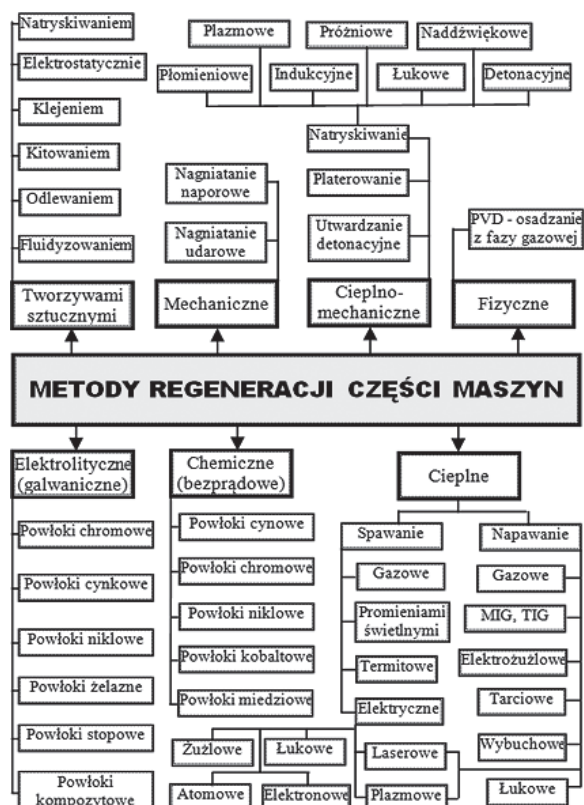 Natryskiwaniem
Elektrostatycznie
Klejeniem
Kitowaniem
Odlewaniem
Fluidyzowaniem
Tworzywami
sztucznymi
Nagniatanie
naporowe
Nagniatanie
udarowe
Mechaniczne
Plazmowe
Próżniowe
Naddźwiękowe
Płomieniowe
Indukcyjne
Łukowe
Detonacyjne
Natryskiwanie
Platerowanie
Utwardzanie
detonacyjne
Cieplno-
mechaniczne
PVD - osadzanie
z fazy gazowej
Fizyczne
METODY REGENERACJI CZĘŚCI MASZYN
Elektrolityczne
(galwaniczne)
Powłoki chromowe
Powłoki cynkowe
Powłoki niklowe
Powłoki żelazne
Powłoki stopowe
Powłoki
kompozytowe
Chemiczne
(bezprądowe)
Powłoki cynowe
Powłoki chromowe
Powłoki niklowe
Powłoki kobaltowe
Powłoki miedziowe
Cieplne
Spawanie
Gazowe
Promieniami
świetlnymi
Termitowe
Elektryczne
Żużlowe
Łukowe
Atomowe
Elektronowe
Laserowe
Plazmowe
Napawanie
Gazowe
MIG, TIG
Elektrożużlowe
Tarciowe
Wybuchowe
Łukowe